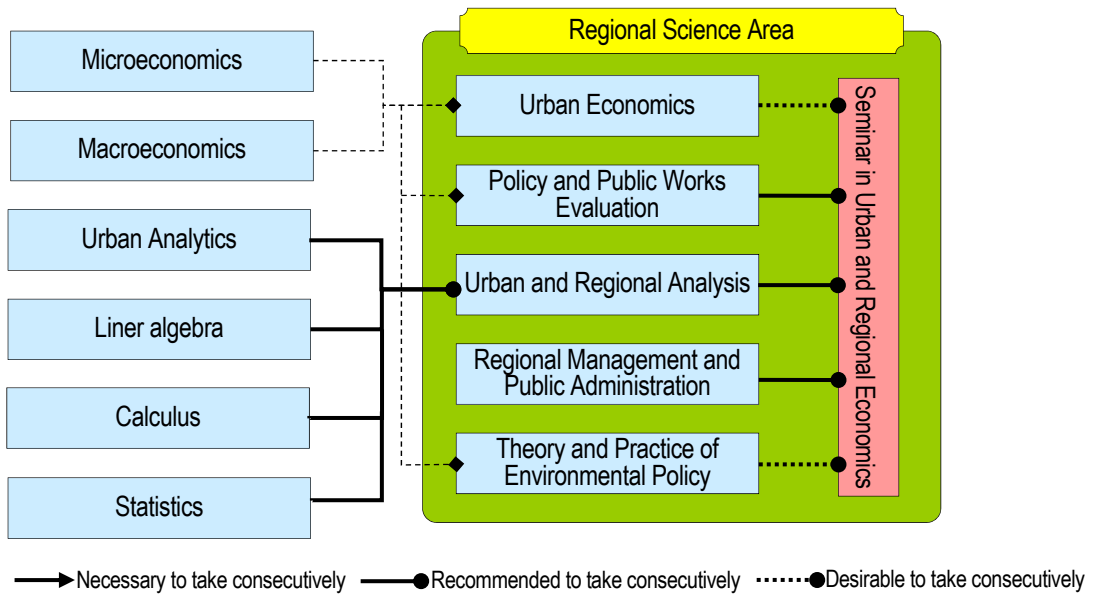 Regional Science Area
Microeconomics
Macroeconomics
Urban Analytics
Liner algebra
Calculus
Statistics
Urban Economics
Policy and Public Works
Evaluation
Urban and Regional Analysis
Regional Management and
Public Administration
Theory and Practice of
Environmental Policy
Seminar in Urban and Regional Economics
Necessary to take consecutively
Recommended to take consecutively
Desirable to take consecutively